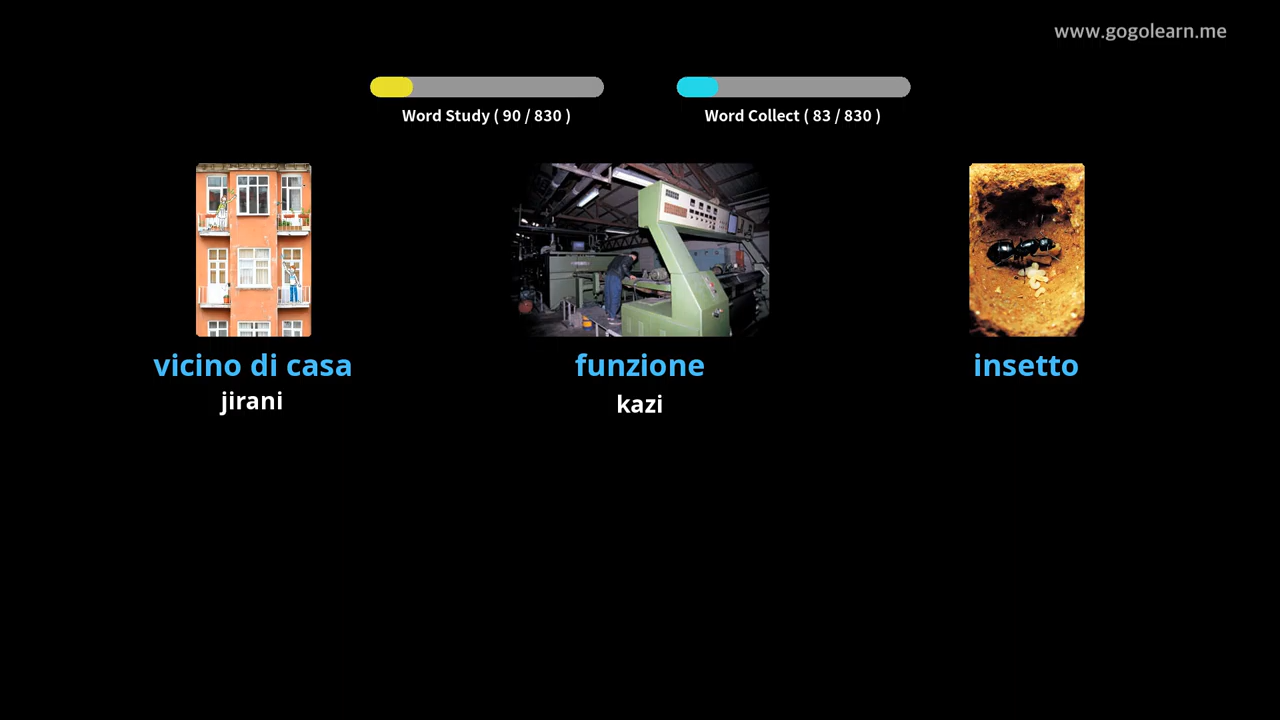 www.gogolearn.me
Word Study ( 90 / 830 )
Word Collect ( 83 / 830 )
vicino di casa
jirani
funzione
kazi
insetto